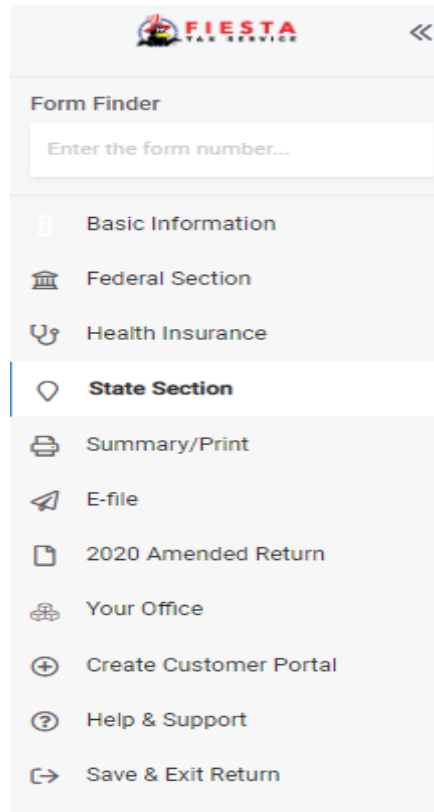 FIESTA
TAX SERVICE
Form Finder
Enter the form number...
Basic Information
Federal Section
Health Insurance
State Section
Summary/Print
E-file
2020 Amended Return
Your Office
Create Customer Portal
Help & Support
Save & Exit Return